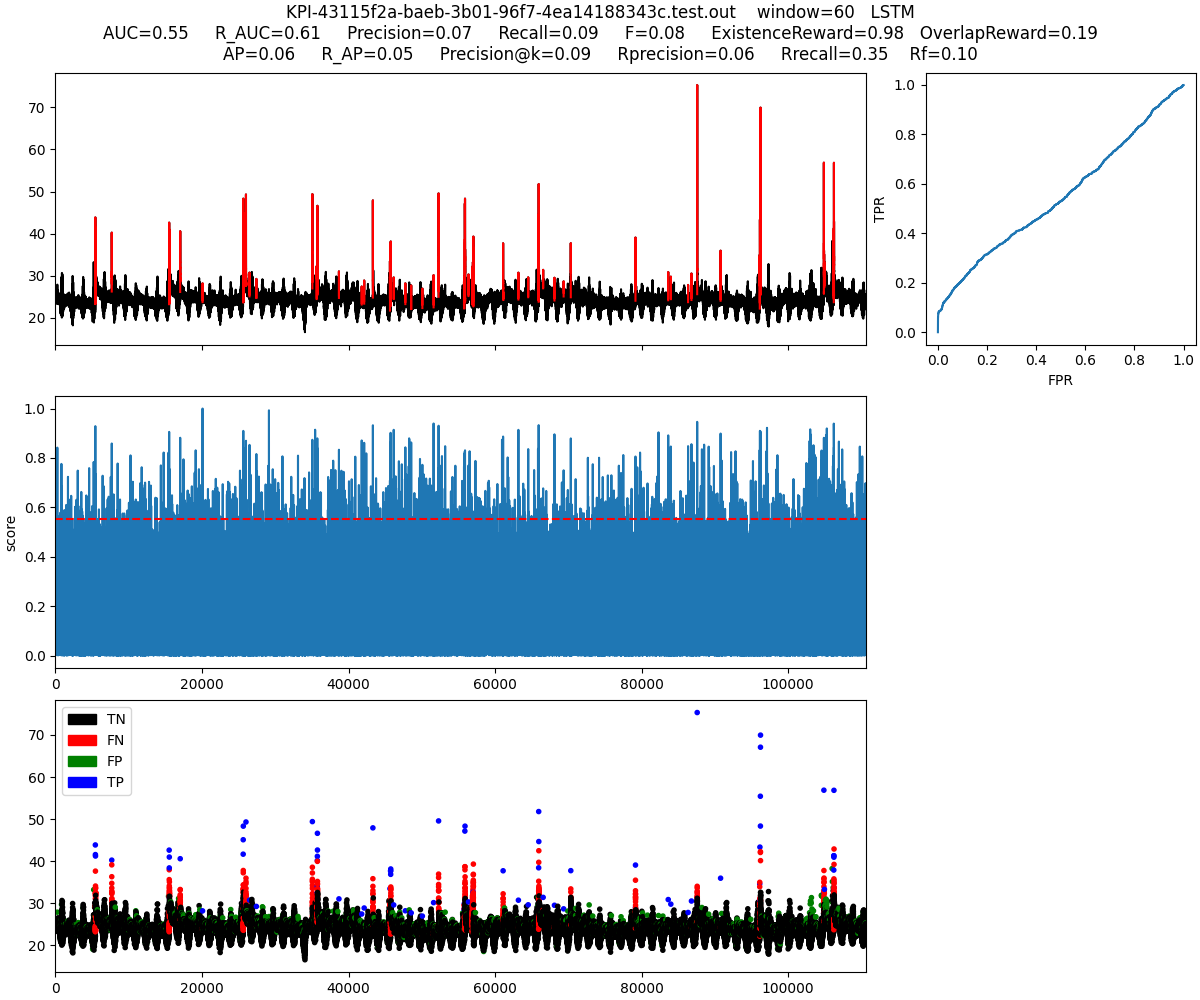 KPI-43115f2a-baeb-3b01-96f7-4ea14188343c.test.out    window=60   LSTM
AUC=0.55     R_AUC=0.61     Precision=0.07     Recall=0.09     F=0.08     ExistenceReward=0.98   OverlapReward=0.19
AP=0.06     R_AP=0.05     Precision@k=0.09     Rprecision=0.06     Rrecall=0.35     Rf=0.10
70
60
50
40
30
20
1.0
0.8
0.6
0.4
0.2
0.0
TPR
0.0 0.2 0.4 0.6 0.8 1.0
FPR
1.0
0.8
0.6
0.4
0.2
0.0
score
0 20000 40000 60000 80000 100000
TN
FN
FP
TP
70
60
50
40
30
20
0 20000 40000 60000 80000 100000